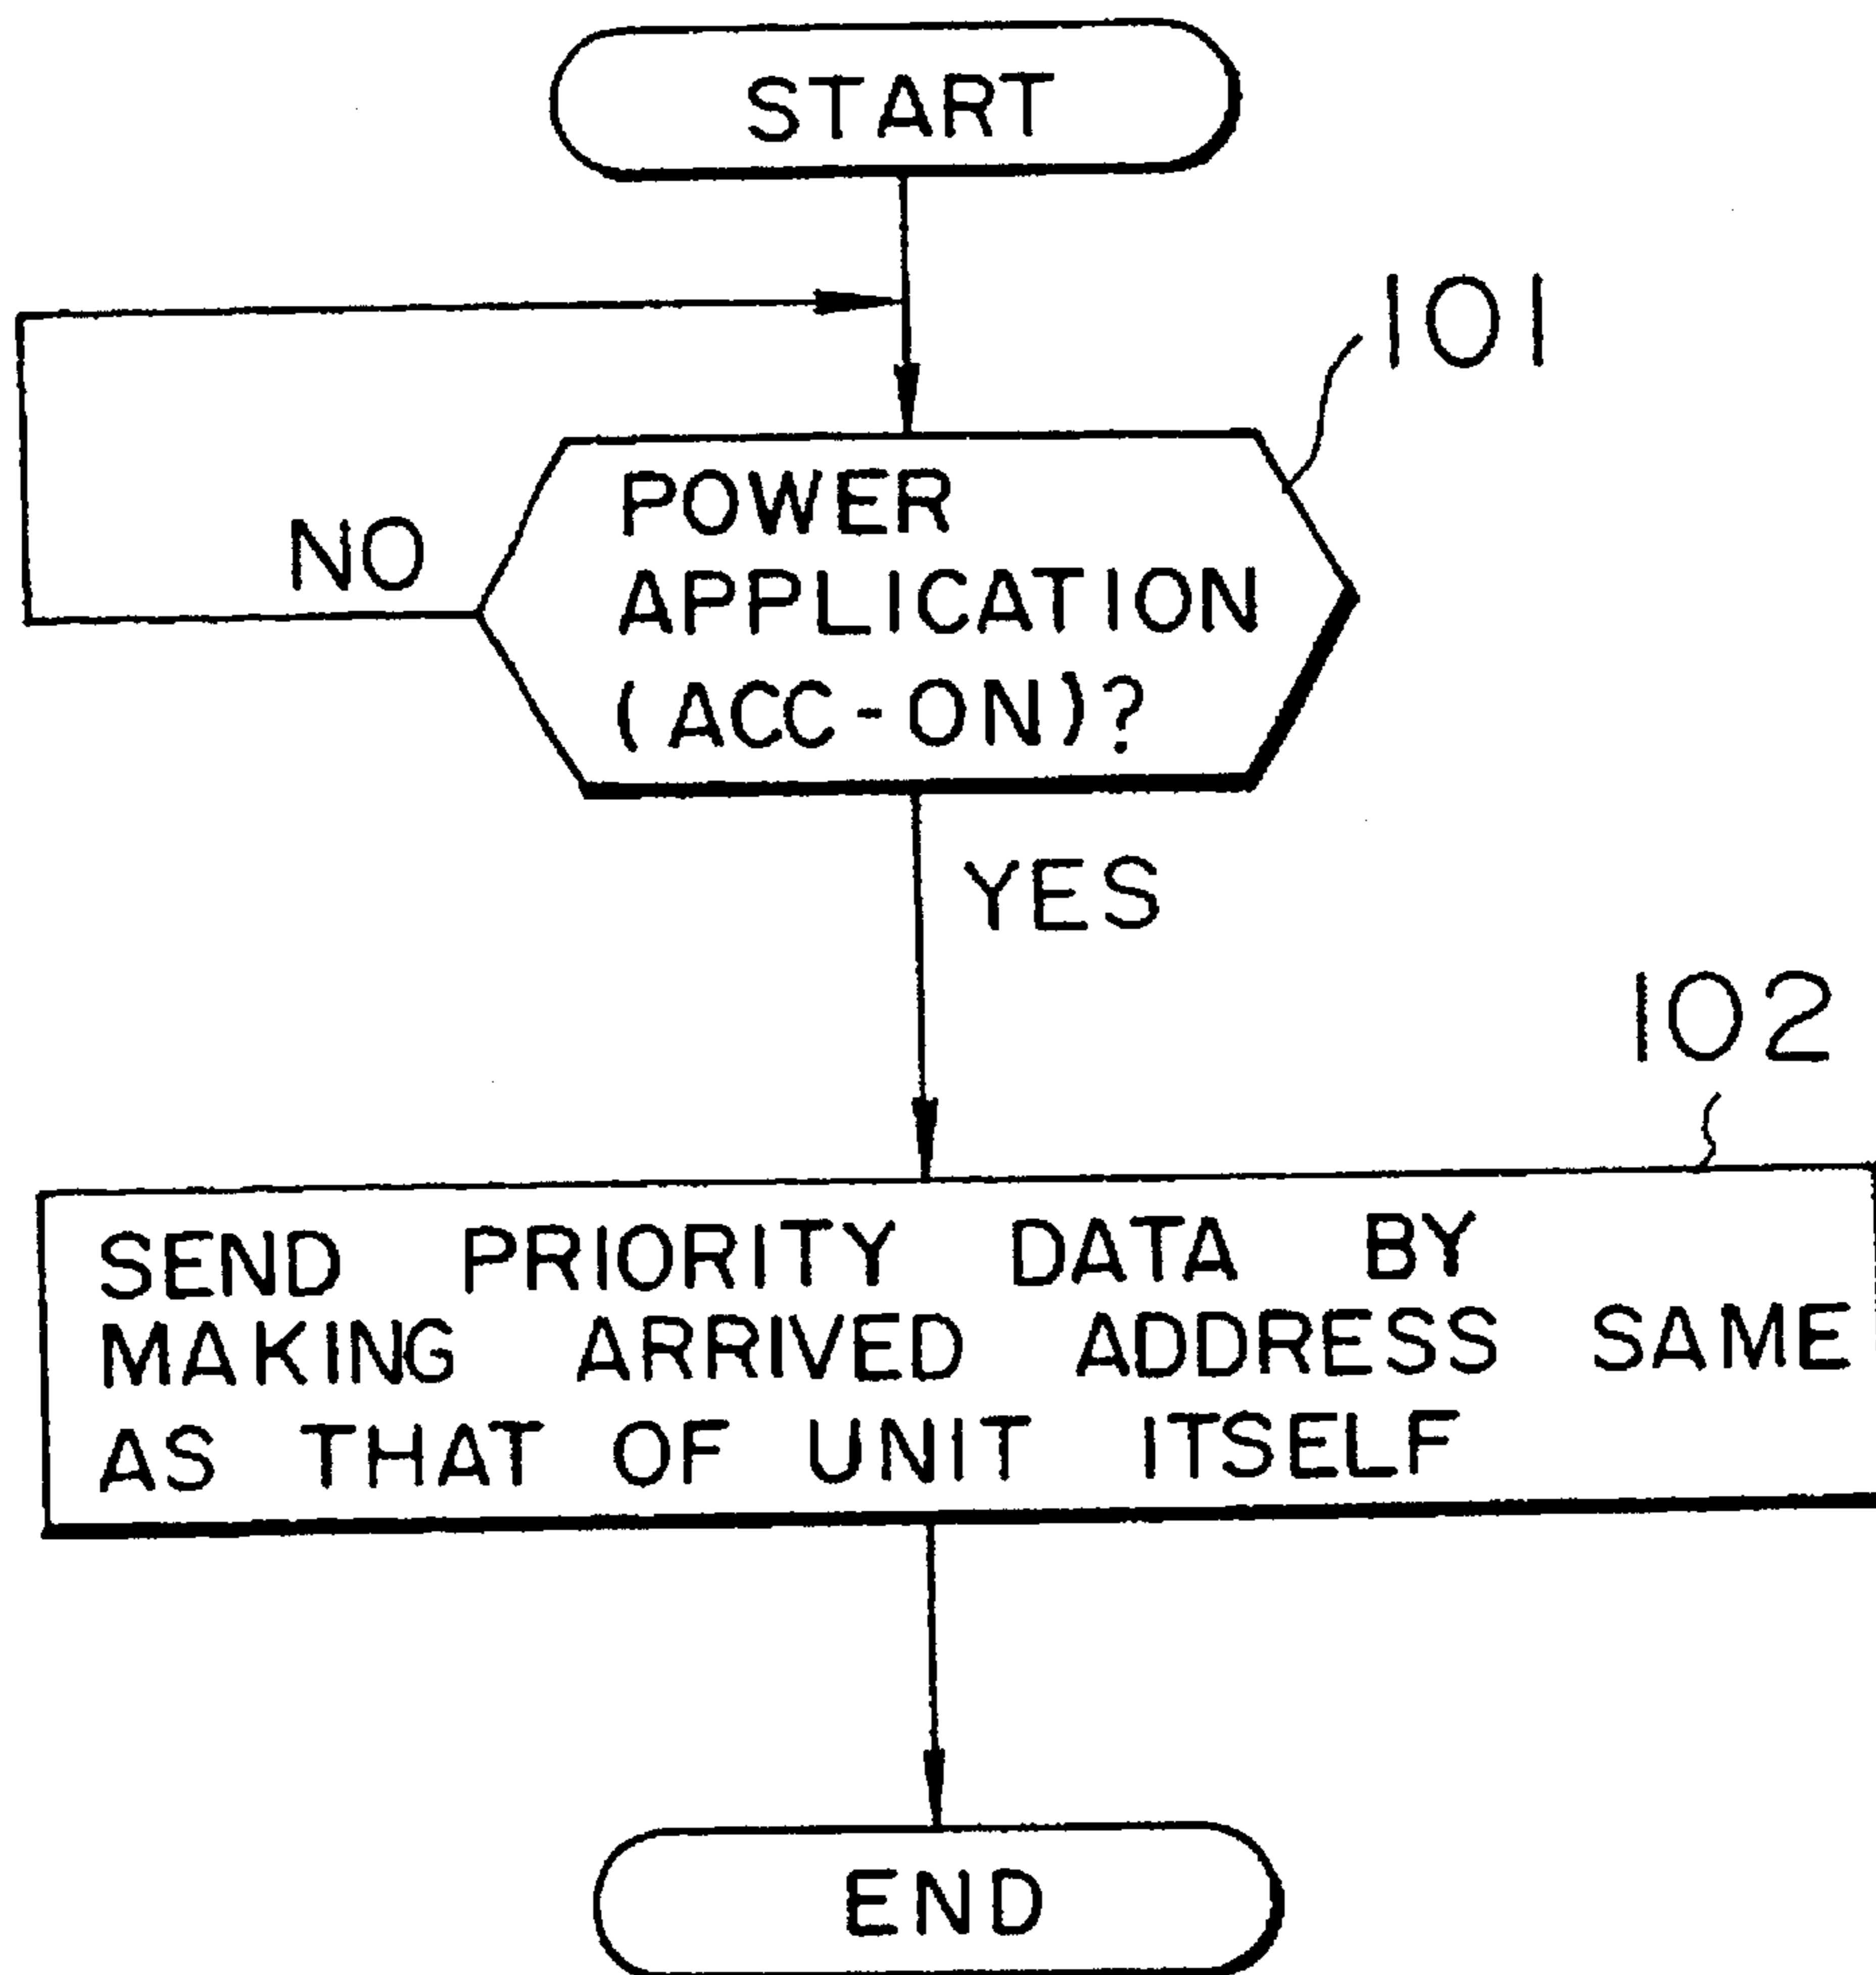 START
101
POWER
APPLICATION
(ACC-ON)?
NO
YES
102
SEND PRIORITY DATA BY
MAKING ARRIVED ADDRESS SAME
AS THAT OF UNIT ITSELF
END